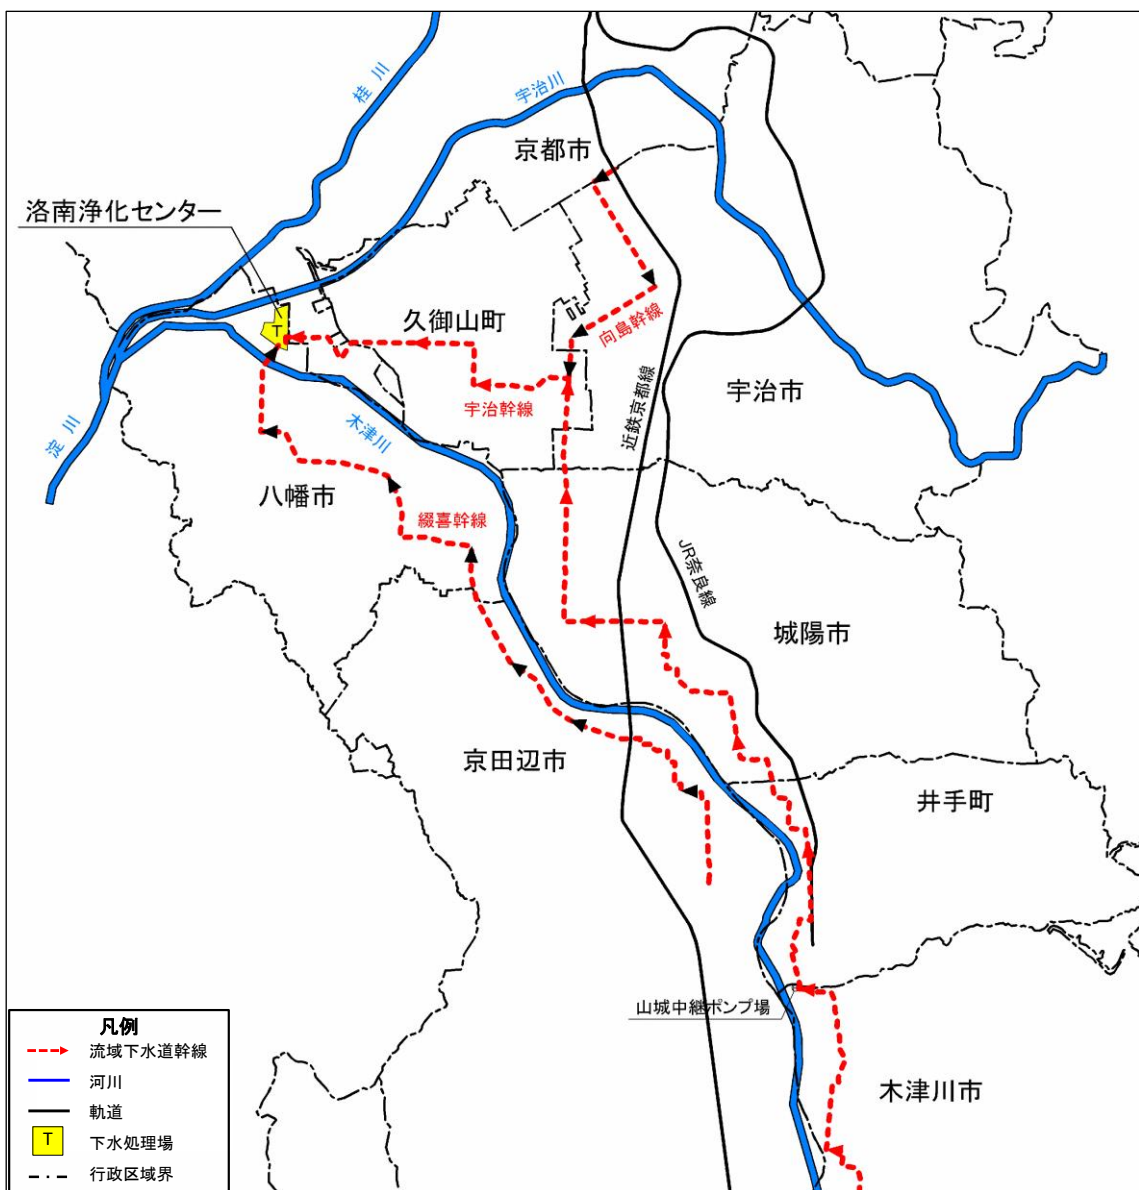 桂川
宇治川
京都市
洛南浄化センター
T
久御山町
向島幹線
宇治幹線
近鉄京都線
宇治市
淀川
木津川
八幡市
綴喜幹線
JR奈良線
城陽市
京田辺市
井手町
山城中継ポンプ場
木津川市
凡例
流域下水道幹線
河川
軌道
T
下水処理場
行政区域界